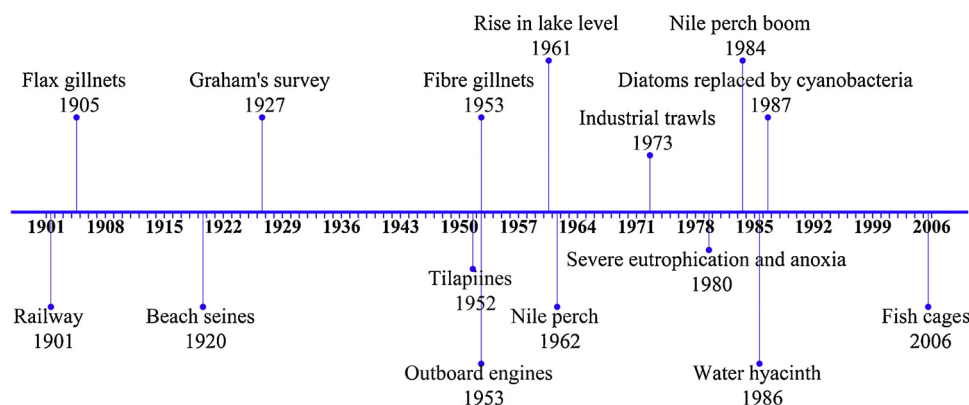 Rise in lake level
1961
Nile perch boom
1984
Flax gillnets
1905
Graham's survey
1927
Fibre gillnets
1953
Diatoms replaced by cyanobacteria
1987
Industrial trawls
1973
1901 1908 1915 1922 1929 1936 1943 1950 1957 1964 1971 1978 1985 1992 1999 2006
Severe eutrophication and anoxia
1980
Tilapiines
1952
Railway
1901
Beach seines
1920
Nile perch
1962
Fish cages
2006
Outboard engines
1953
Water hyacinth
1986